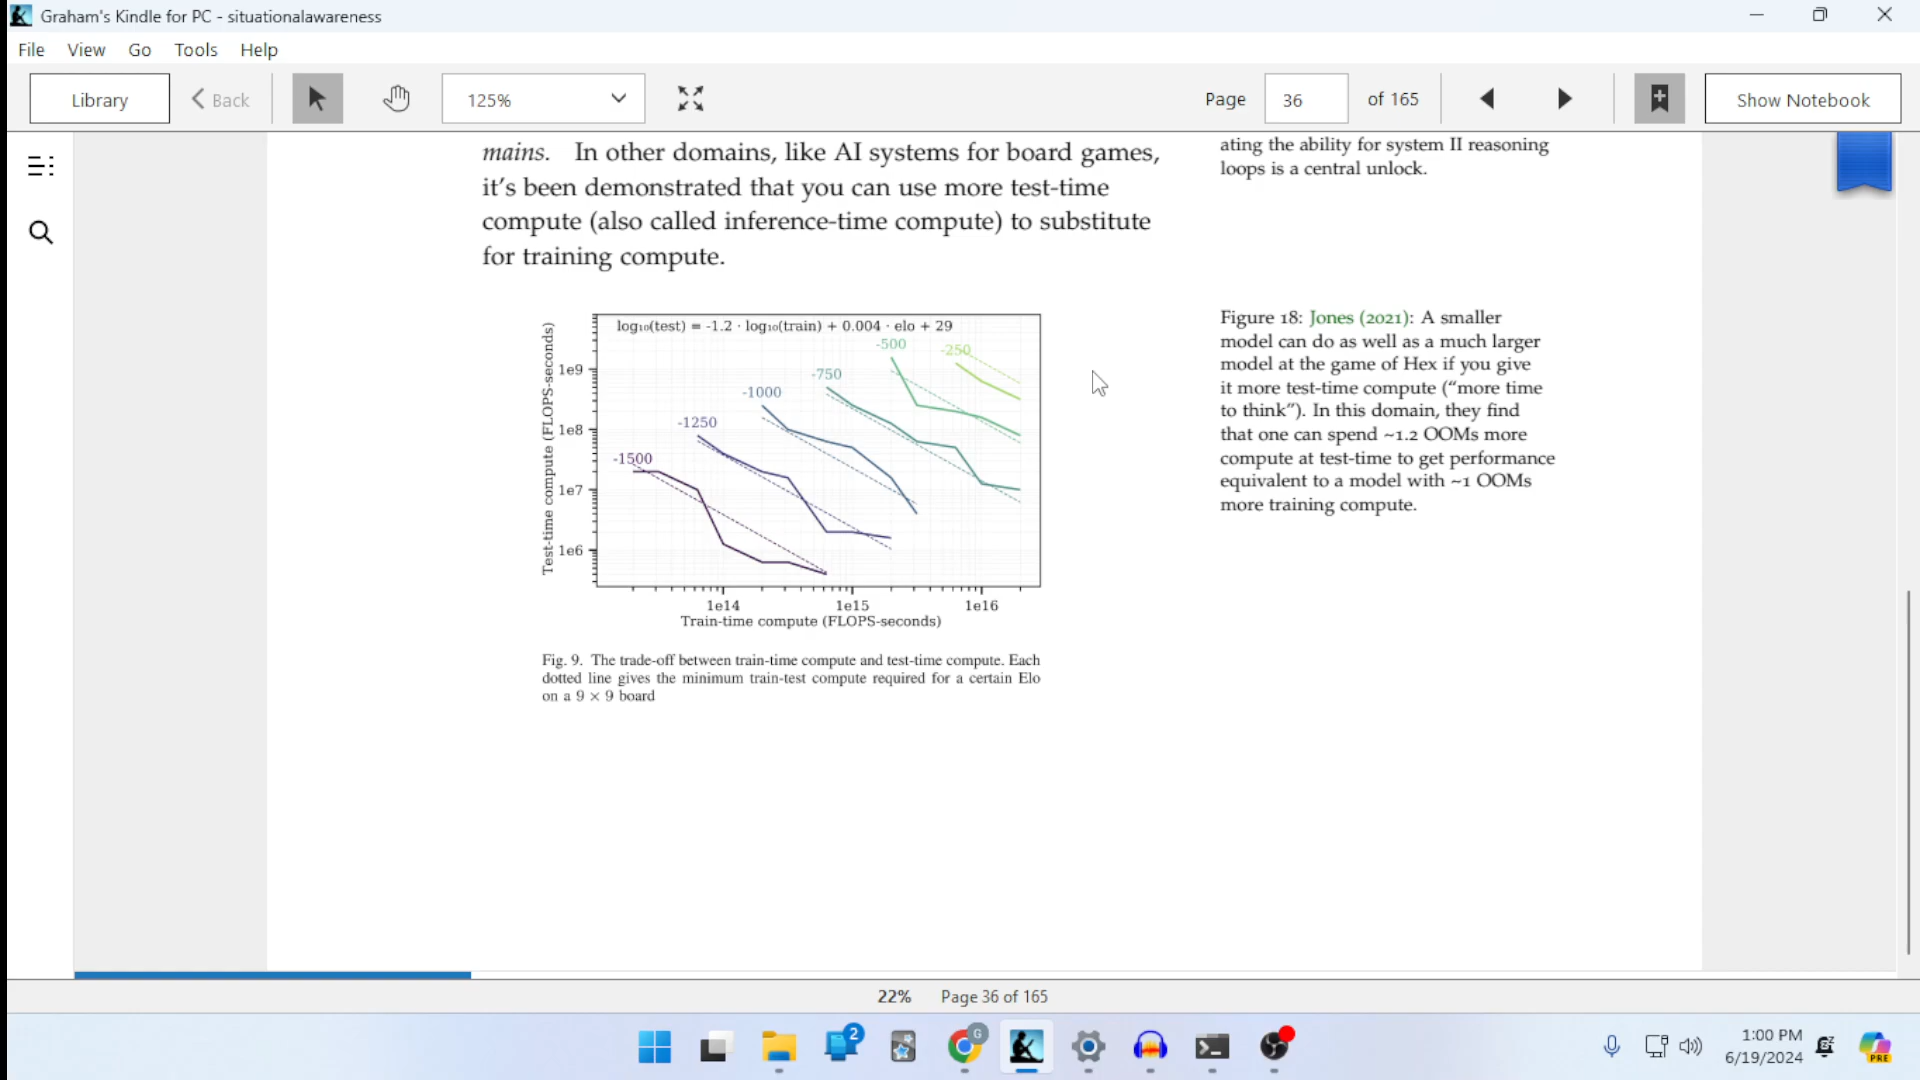 Graham's Kindle for PC - situationalawareness
File View Go Tools Help
Library Back 125% Page 36 of 165 Show Notebook
mains. In other domains, like AI systems for board games,
it's been demonstrated that you can use more test-time
compute (also called inference-time compute) to substitute
for training compute.
ating the ability for system II reasoning
loops is a central unlock.
log₁₀(test) = -1.2 · log₁₀(train) + 0.004 · elo + 29
-500
-250
-750
-1000
-1250
-1500
Test-time compute (FLOPS-seconds)
1e9
1e8
1e7
1e6
1e14 1e15 1e16
Train-time compute (FLOPS-seconds)
Fig. 9. The trade-off between train-time compute and test-time compute. Each
dotted line gives the minimum train-test compute required for a certain Elo
on a 9 × 9 board
Figure 18: Jones (2021): A smaller
model can do as well as a much larger
model at the game of Hex if you give
it more test-time compute (“more time
to think”). In this domain, they find
that one can spend ~1.2 OOMs more
compute at test-time to get performance
equivalent to a model with ~1 OOMs
more training compute.
22% Page 36 of 165
2
G
1:00 PM
6/19/2024
PRE